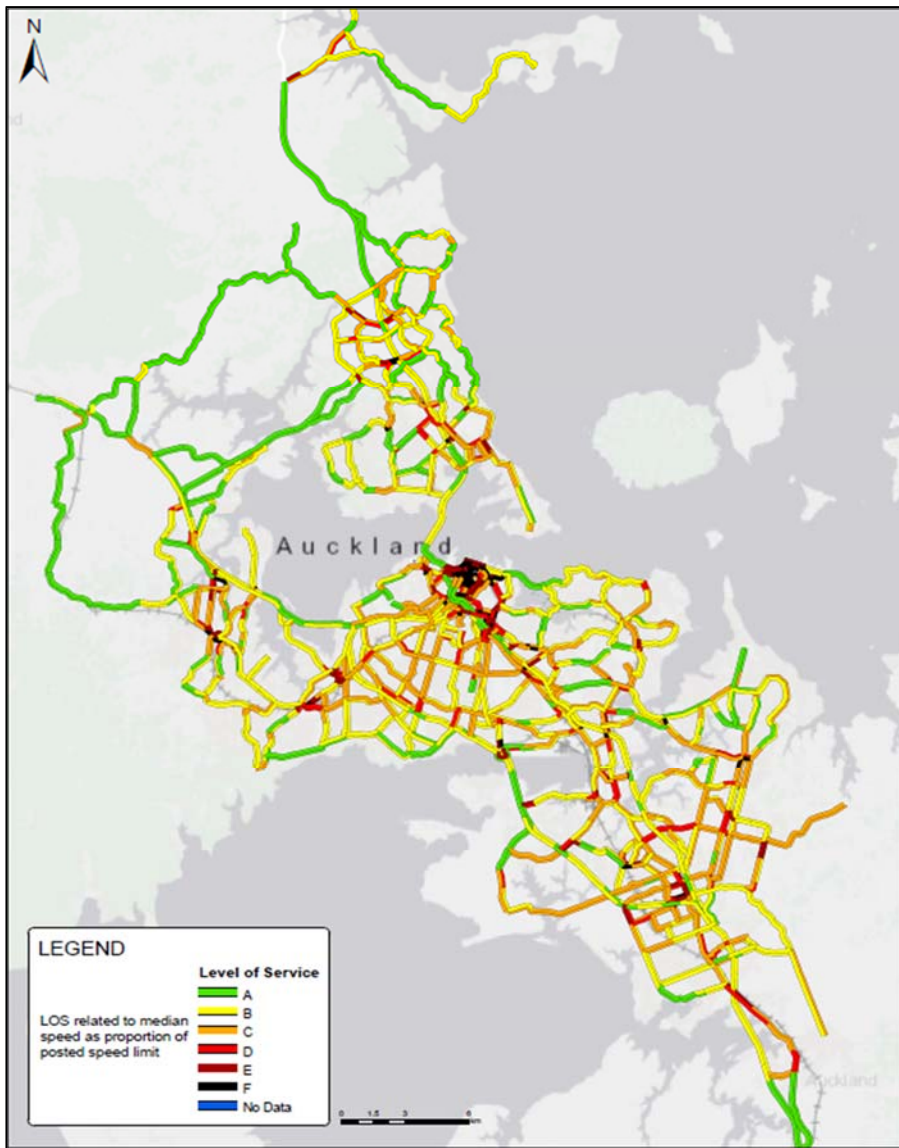 N
Auckland
LEGEND
Level of Service
A
B
LOS related to median
speed as proportion of
posted speed limit
C
D
E
F
No Data
Auckland
0 1.5 3 6
km